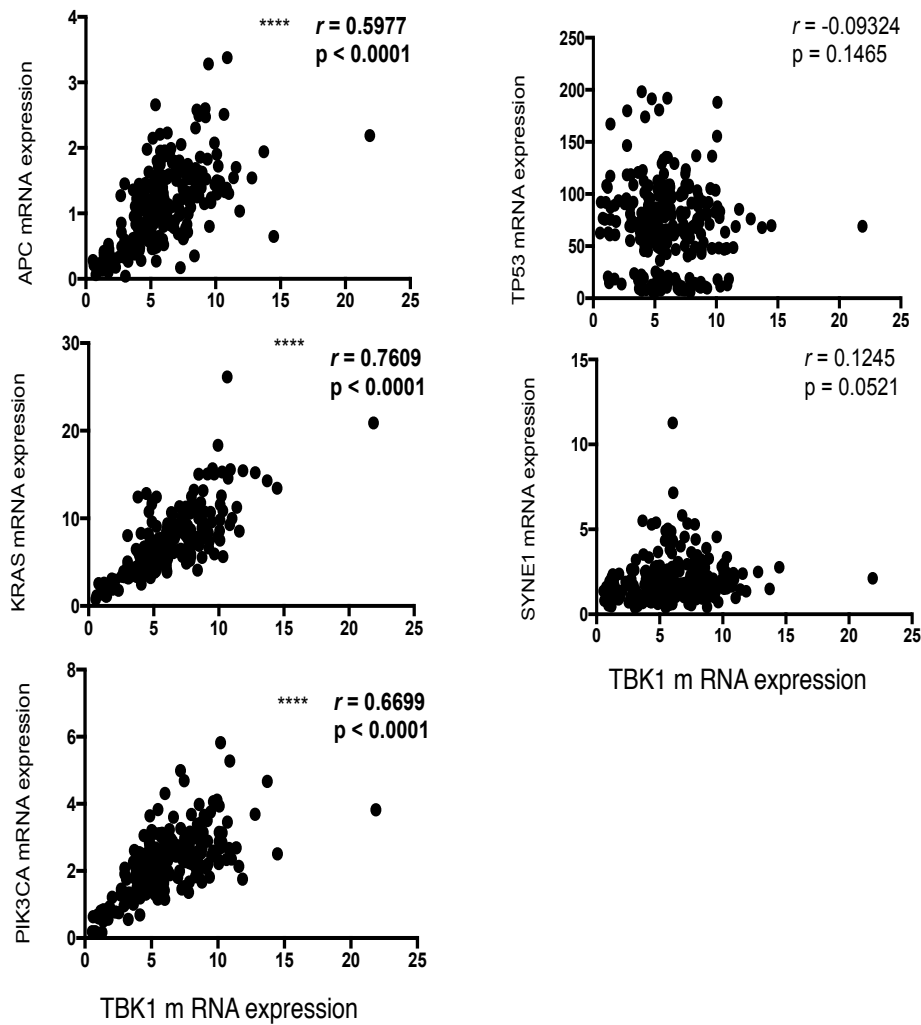 APC mRNA expression
4
3
2
1
0
0 5 10 15 20 25
****
r = 0.5977
p < 0.0001
TP53 mRNA expression
250
200
150
100
50
0
0 5 10 15 20 25
r = -0.09324
p = 0.1465
KRAS mRNA expression
30
20
10
0
0 5 10 15 20 25
****
r = 0.7609
p < 0.0001
SYNE1 mRNA expression
15
10
5
0
0 5 10 15 20 25
r = 0.1245
p = 0.0521
TBK1 m RNA expression
PIK3CA mRNA expression
8
6
4
2
0
0 5 10 15 20 25
****
r = 0.6699
p < 0.0001
TBK1 m RNA expression